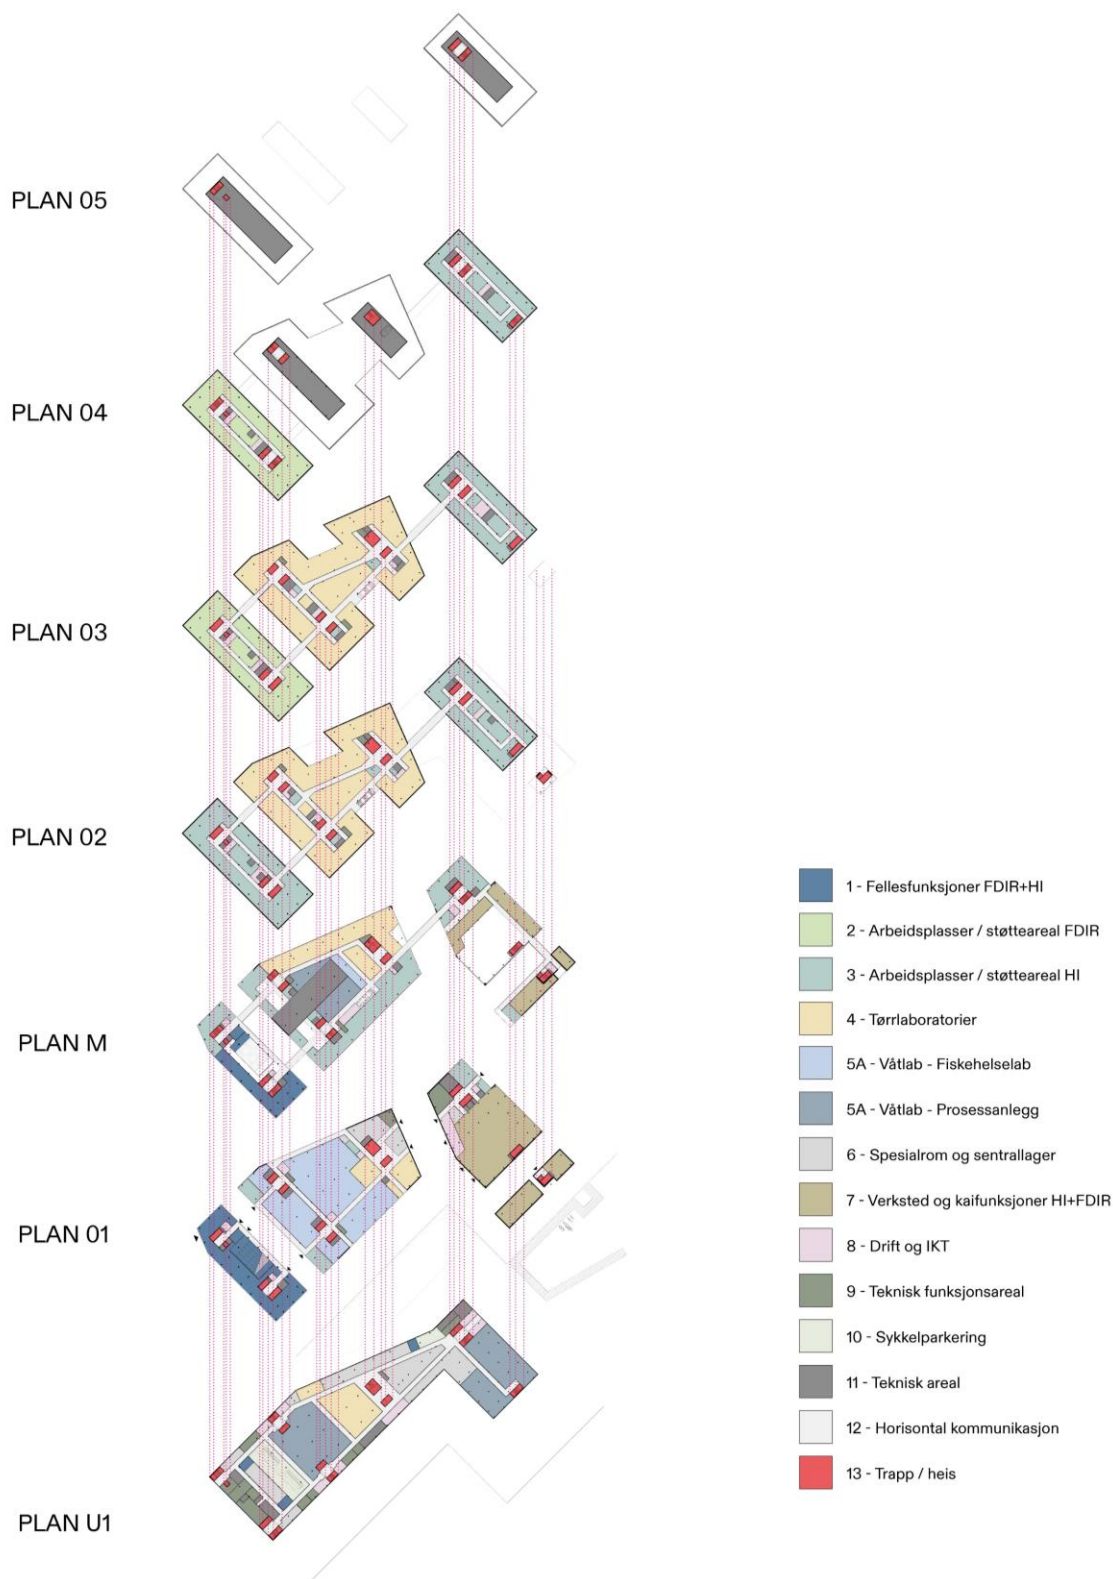 PLAN 05
PLAN 04
PLAN 03
PLAN 02
PLAN M
PLAN 01
PLAN U1
1 - Fellesfunksjoner FDIR+HI
2 - Arbeidsplasser / støtteareal FDIR
3 - Arbeidsplasser / støtteareal HI
4 - Tørrlaboratorier
5A - Våtlab - Fiskehelselab
5A - Våtlab - Prosessanlegg
6 - Spesialrom og sentrallager
7 - Verksted og kaifunksjoner HI+FDIR
8 - Drift og IKT
9 - Teknisk funksjonsareal
10 - Sykkelparkering
11 - Teknisk areal
12 - Horisontal kommunikasjon
13 - Trapp / heis